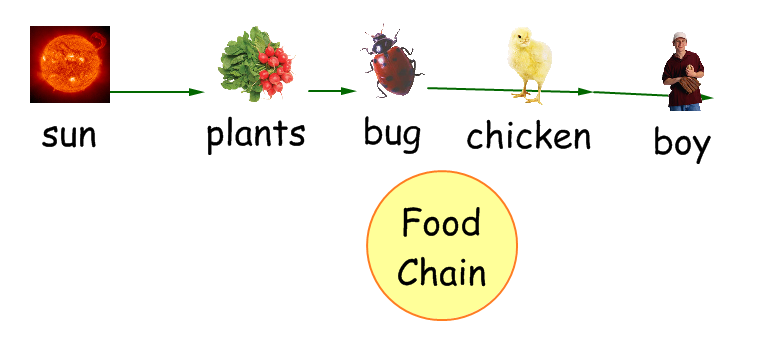 sun
plants
bug
chicken
boy
Food
Chain